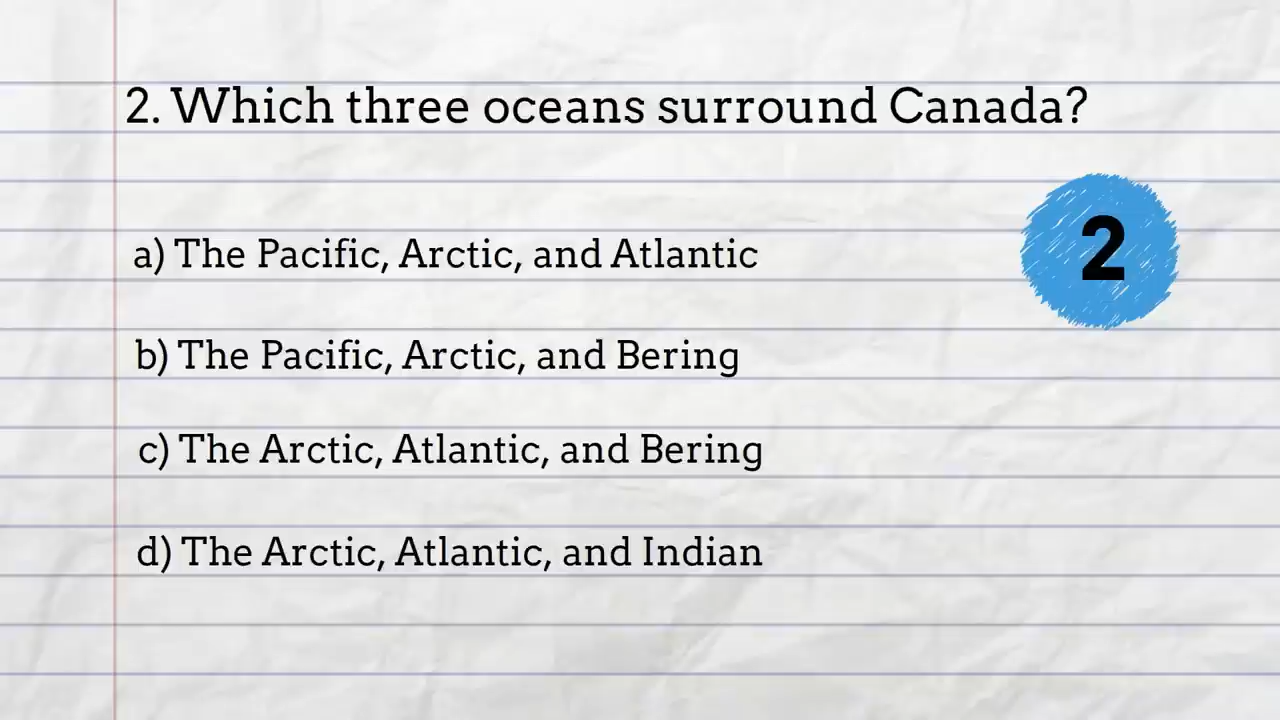 2. Which three oceans surround Canada?
2
a) The Pacific, Arctic, and Atlantic
b) The Pacific, Arctic, and Bering
c) The Arctic, Atlantic, and Bering
d) The Arctic, Atlantic, and Indian